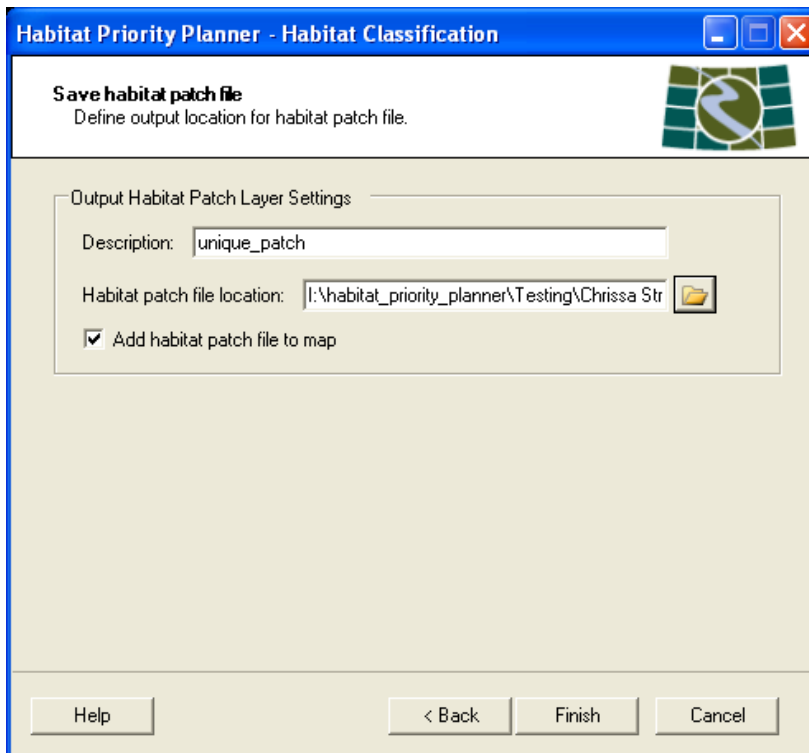 Habitat Priority Planner - Habitat Classification
Save habitat patch file
Define output location for habitat patch file.
Output Habitat Patch Layer Settings
Description: unique_patch
Habitat patch file location: I:\habitat_priority_planner\Testing\Chrissa Str
Add habitat patch file to map
Help < Back Finish Cancel